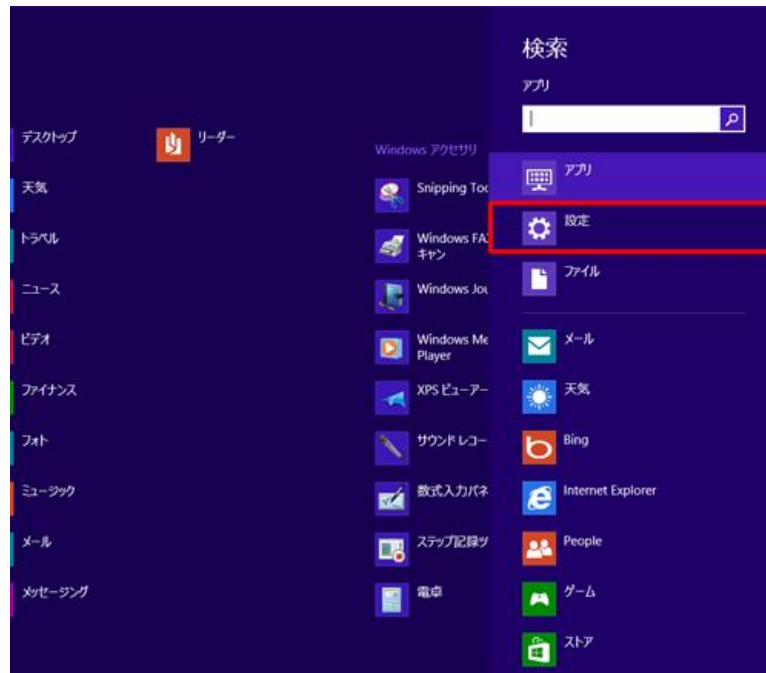 検索
アプリ
デスクトップ
天気
トラベル
ニュース
ビデオ
ファイナンス
フォト
ミュージック
メール
メッセージング
リーダー
Windows アクセサリ
Snipping Too
Windows FAX
キャン
Windows Jou
Windows Me
Player
XPS ビューアー
サウンド レコー
数式入力パネ
ステップ記録ツ
電卓
アプリ
設定
ファイル
メール
天気
Bing
Internet Explorer
People
ゲーム
ストア